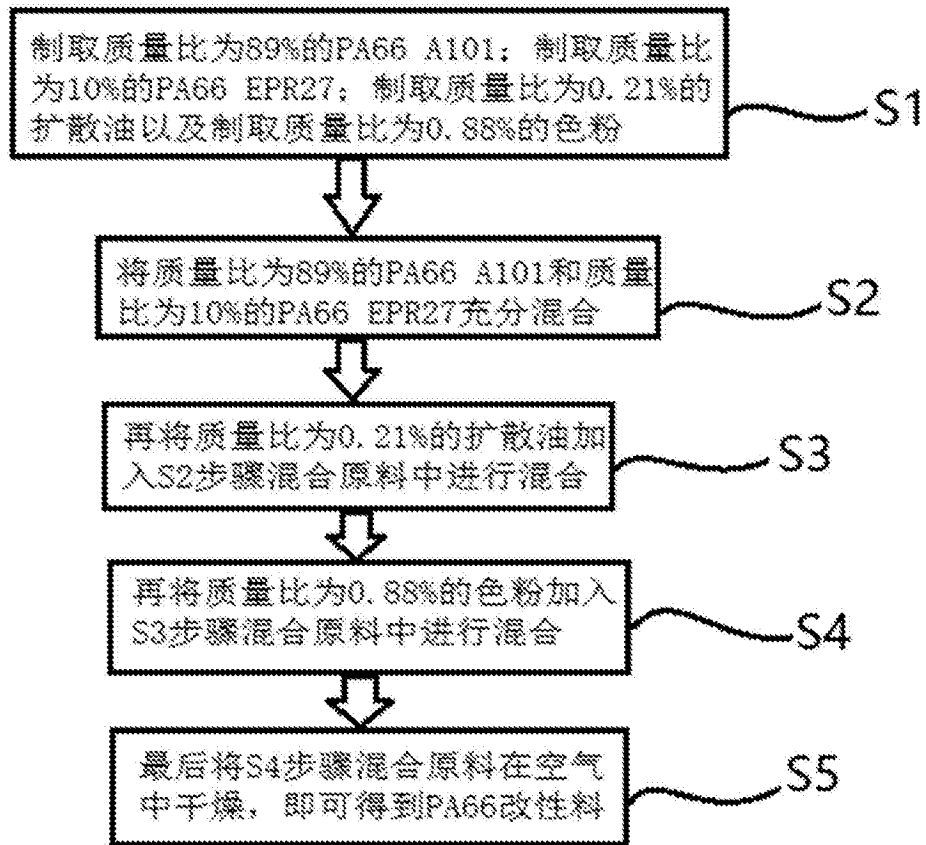 制取质量比为89%的PA66 A101；制取质量比
为10%的PA66 EPR27；制取质量比为0.21%的
扩散油以及制取质量比为0.88%的色粉
S1
将质量比为89%的PA66 A101和质量
比为10%的PA66 EPR27充分混合
S2
再将质量比为0.21%的扩散油加
入S2步骤混合原料中进行混合
S3
再将质量比为0.88%的色粉加入
S3步骤混合原料中进行混合
S4
最后将S4步骤混合原料在空气
中干燥，即可得到PA66改性料
S5